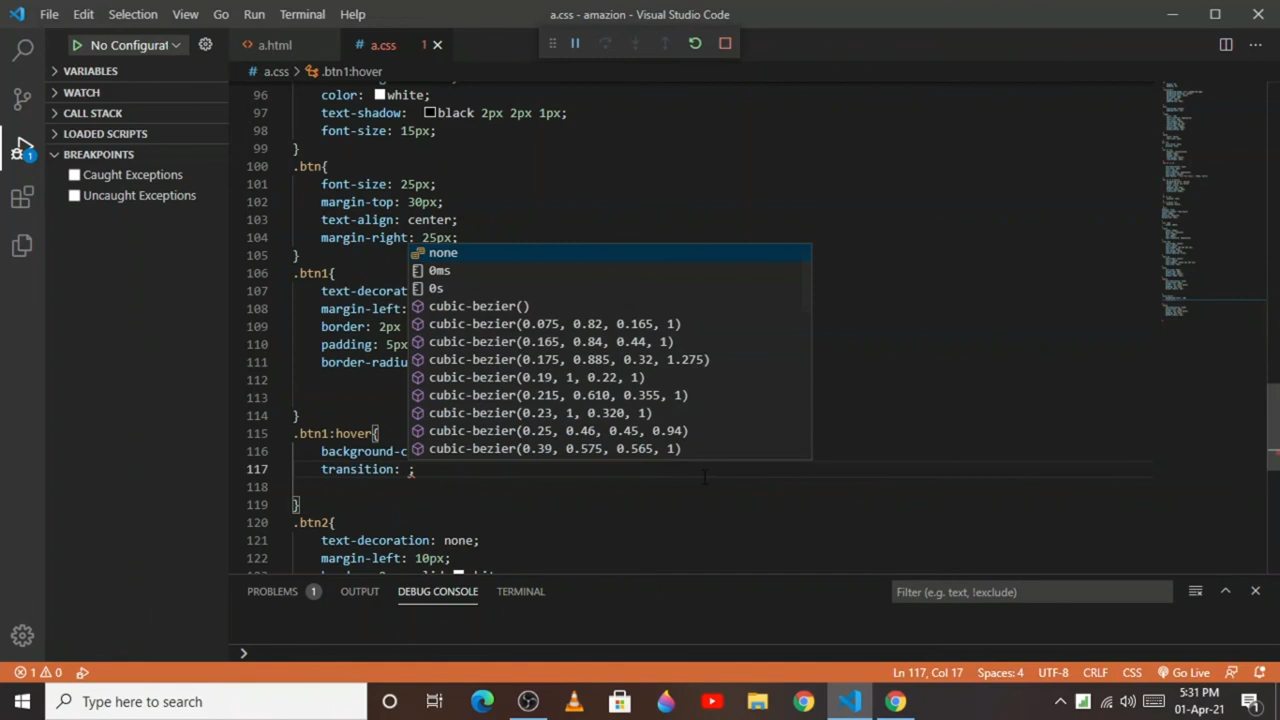 File Edit Selection View Go Run Terminal Help
a.css - amazion - Visual Studio Code
No Configurat
a.html
a.css 1
VARIABLES
WATCH
CALL STACK
LOADED SCRIPTS
BREAKPOINTS
Caught Exceptions
Uncaught Exceptions
a.css > .btn1:hover
96 color: white;
97 text-shadow: black 2px 2px 1px;
98 font-size: 15px;
99 }
100 .btn{
101 font-size: 25px;
102 margin-top: 30px;
103 text-align: center;
104 margin-right: 25px;
105 }
106 .btn1{
107 text-decorat
108 margin-left:
109 border: 2px
110 padding: 5px
111 border-radiu
112
113
114 }
115 .btn1:hover{
116 background-c
117 transition: ;
118
119 }
120 .btn2{
121 text-decoration: none;
122 margin-left: 10px;
none
0ms
0s
cubic-bezier()
cubic-bezier(0.075, 0.82, 0.165, 1)
cubic-bezier(0.165, 0.84, 0.44, 1)
cubic-bezier(0.175, 0.885, 0.32, 1.275)
cubic-bezier(0.19, 1, 0.22, 1)
cubic-bezier(0.215, 0.610, 0.355, 1)
cubic-bezier(0.23, 1, 0.320, 1)
cubic-bezier(0.25, 0.46, 0.45, 0.94)
cubic-bezier(0.39, 0.575, 0.565, 1)
PROBLEMS 1 OUTPUT DEBUG CONSOLE TERMINAL
Filter (e.g. text, !exclude)
1 0
Ln 117, Col 17 Spaces: 4 UTF-8 CRLF CSS Go Live
Type here to search
5:31 PM
01-Apr-21
1